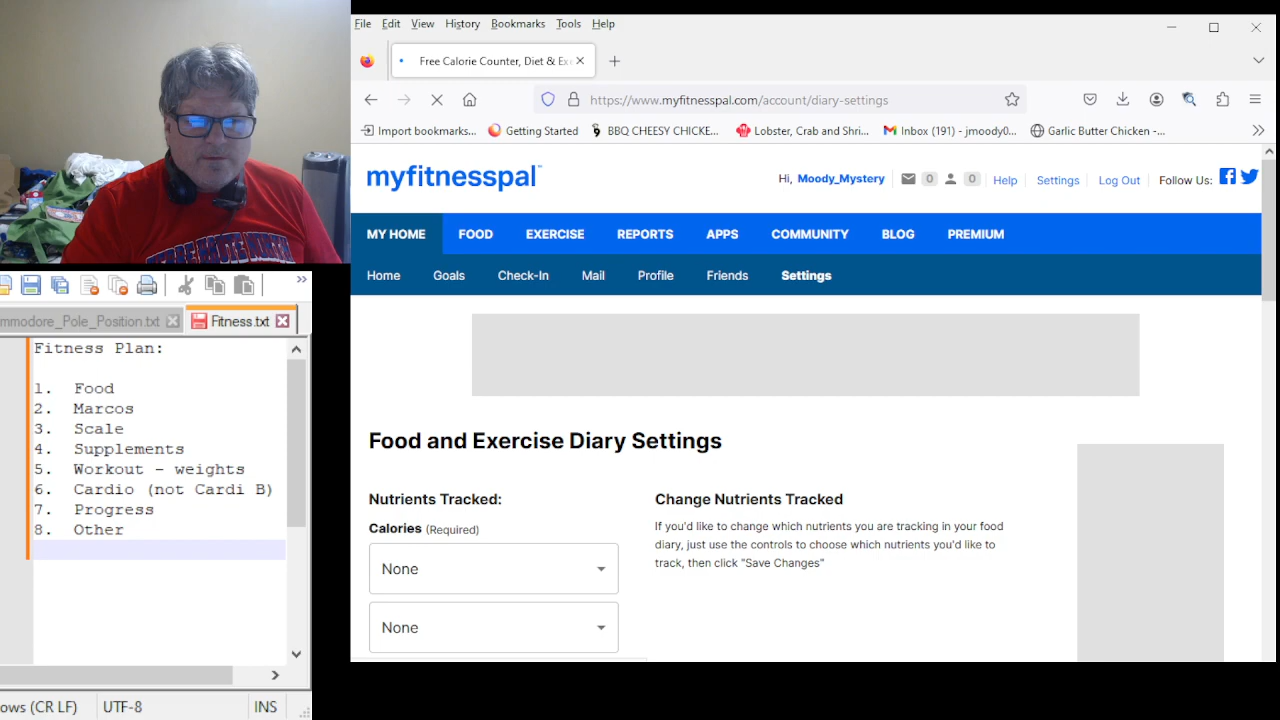 File Edit View History Bookmarks Tools Help
Free Calorie Counter, Diet & Ex
https://www.myfitnesspal.com/account/diary-settings
Import bookmarks... Getting Started BBQ CHEESY CHICKE... Lobster, Crab and Shri... Inbox (191) - jmoody0... Garlic Butter Chicken -...
myfitnesspal
Hi, Moody_Mystery 0 0 Help Settings Log Out Follow Us:
MY HOME FOOD EXERCISE REPORTS APPS COMMUNITY BLOG PREMIUM
Home Goals Check-In Mail Profile Friends Settings
Food and Exercise Diary Settings
Nutrients Tracked:
Calories (Required)
None
None
Change Nutrients Tracked
If you'd like to change which nutrients you are tracking in your food
diary, just use the controls to choose which nutrients you'd like to
track, then click "Save Changes"
mmodore_Pole_Position.txt Fitness.txt
Fitness Plan:
1. Food
2. Marcos
3. Scale
4. Supplements
5. Workout - weights
6. Cardio (not Cardi B)
7. Progress
8. Other
ows (CR LF) UTF-8 INS